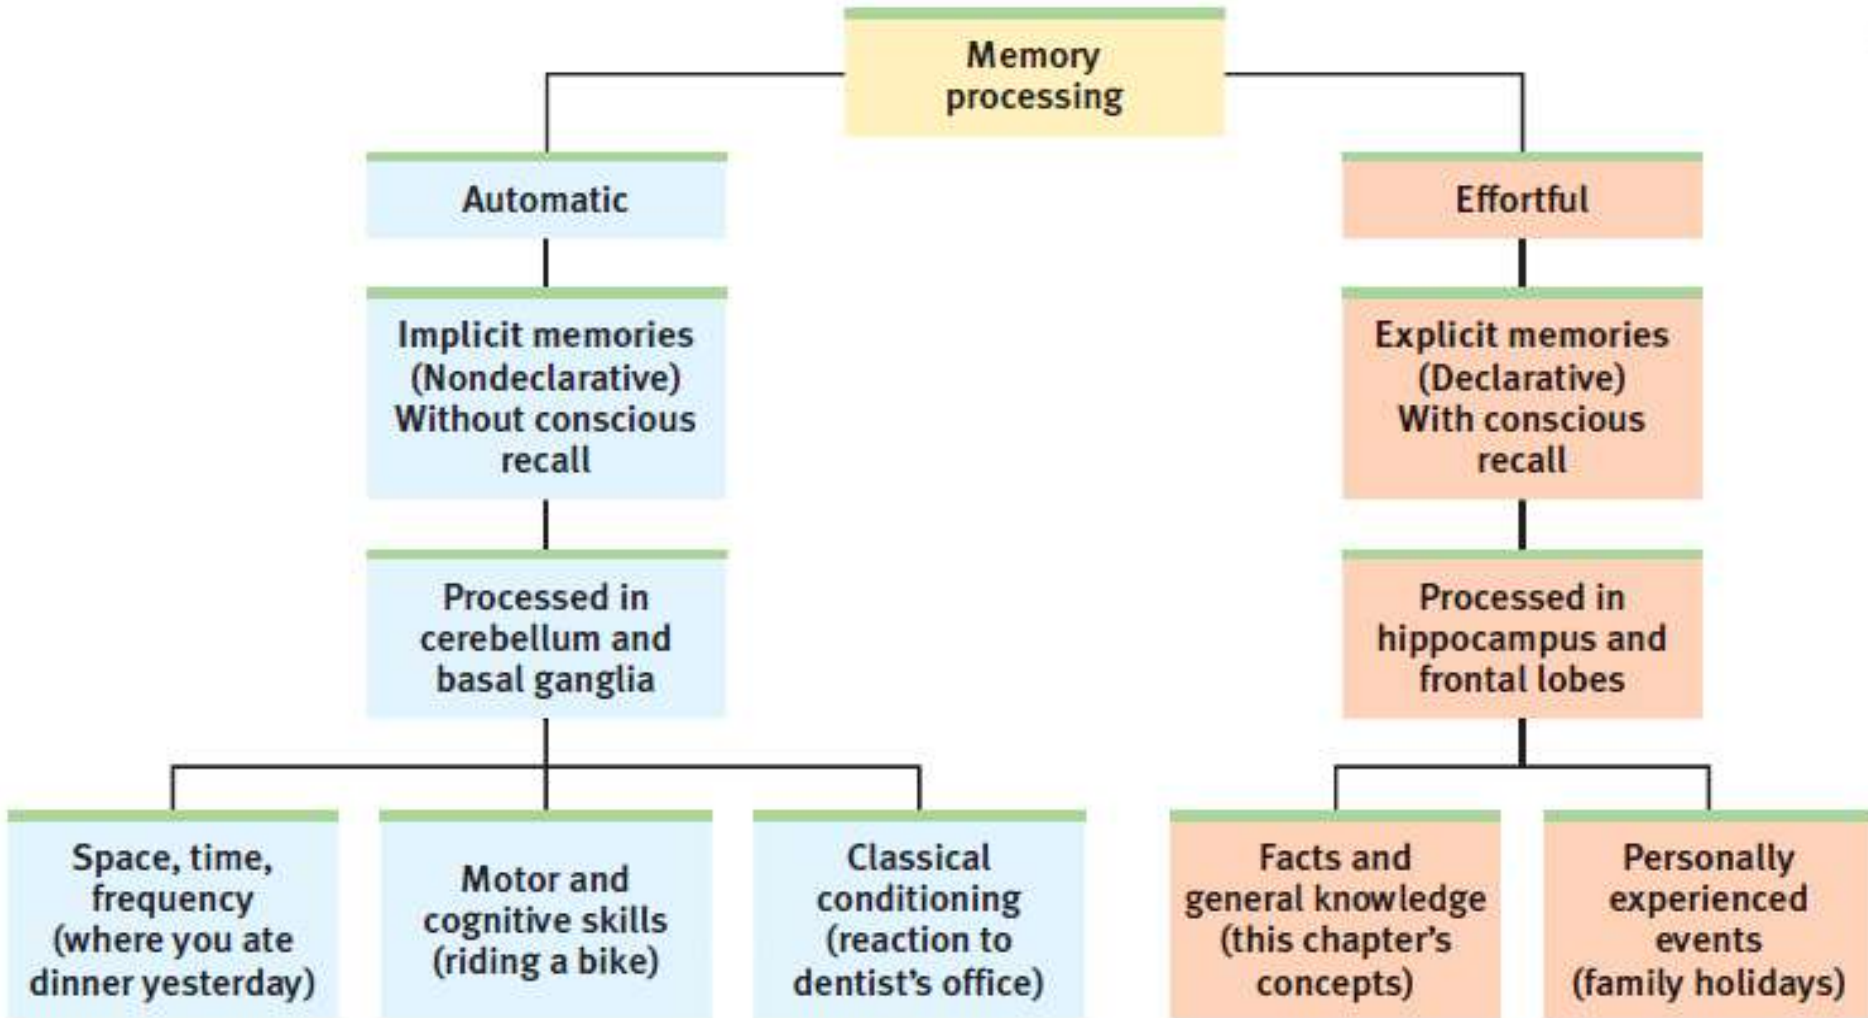 Memory
processing
Automatic
Effortful
Implicit memories
(Nondeclarative)
Without conscious
recall
Explicit memories
(Declarative)
With conscious
recall
Processed in
cerebellum and
basal ganglia
Processed in
hippocampus and
frontal lobes
Space, time,
frequency
(where you ate
dinner yesterday)
Motor and
cognitive skills
(riding a bike)
Classical
conditioning
(reaction to
dentist’s office)
Facts and
general knowledge
(this chapter’s
concepts)
Personally
experienced
events
(family holidays)